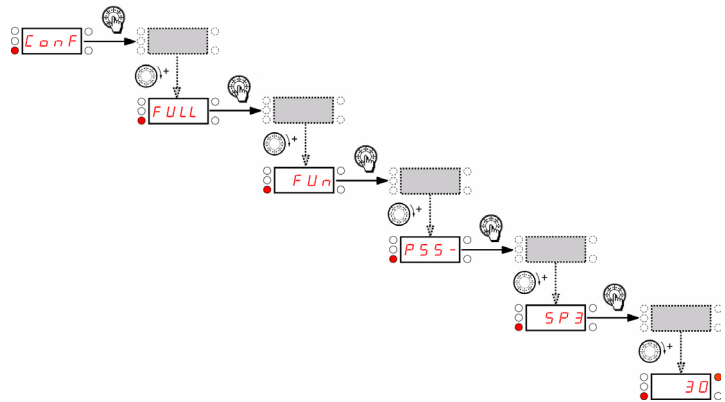 ConF
+
FULL
+
FUn
+
PSS-
+
SP3
+
30